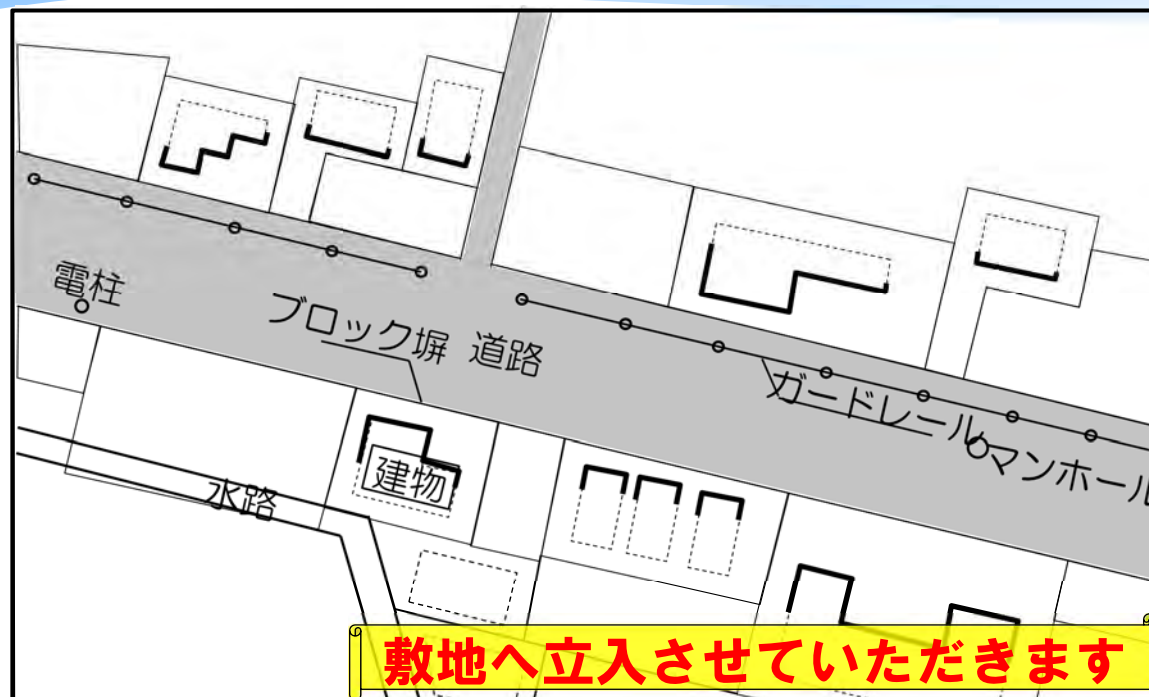 電柱
ブロック塀 道路
ガードレール
マンホール
建物
水路
敷地へ立入させていただきます